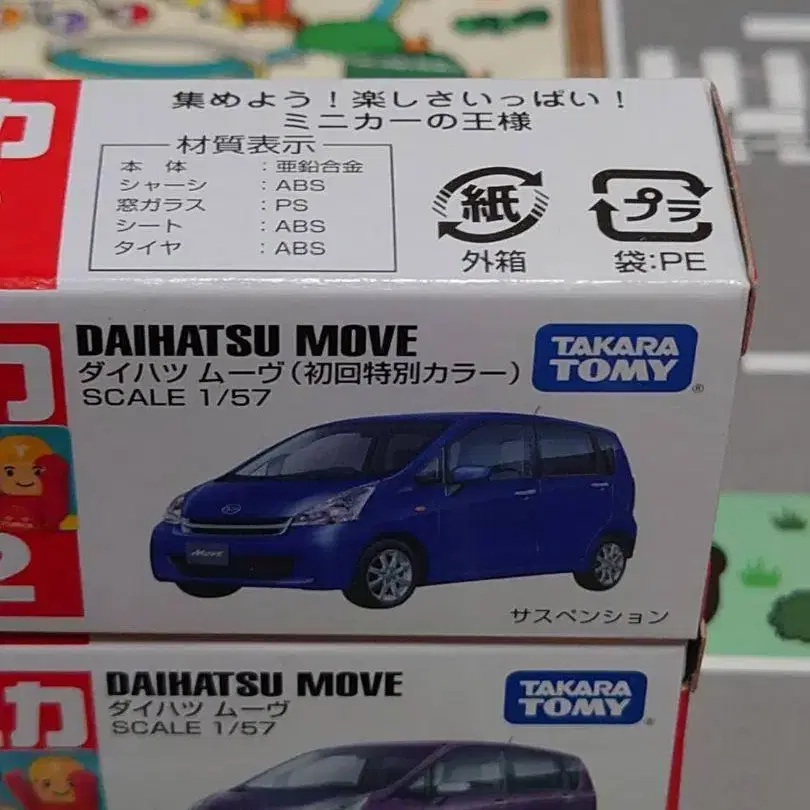 カ
集めよう！楽しさいっぱい！
ミニカーの王様
材質表示
本体：亜鉛合金
シャーシ：ABS
窓ガラス：PS
シート：ABS
タイヤ：ABS
紙
外箱
プラ
袋:PE
DAIHATSU MOVE
ダイハツ ムーヴ(初回特別カラー)
SCALE 1/57
TAKARA
TOMY
®
Move
サスペンション
2
カ
DAIHATSU MOVE
ダイハツ ムーヴ
SCALE 1/57
TAKARA
TOMY
®